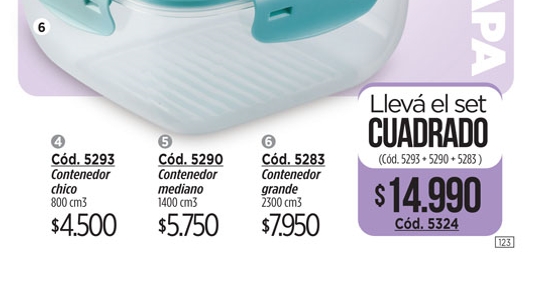 6
APA
4
Cód. 5293
Contenedor
chico
800 cm3
$4.500
5
Cód. 5290
Contenedor
mediano
1400 cm3
$5.750
6
Cód. 5283
Contenedor
grande
2300 cm3
$7.950
Llevá el set
CUADRADO
(Cód. 5293 + 5290 + 5283 )
$14.990
Cód. 5324
123